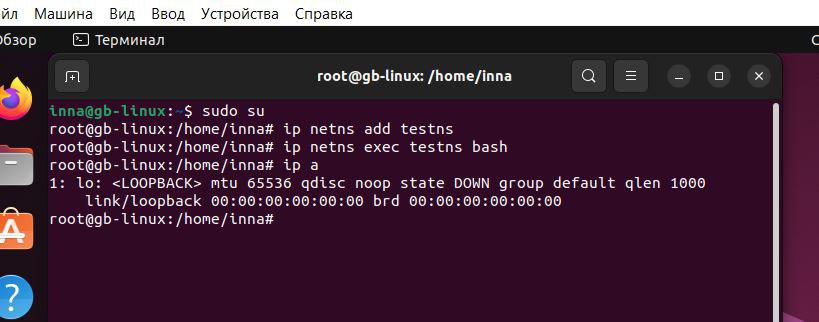 йл Машина Вид Ввод Устройства Справка
Обзор Терминал С
root@gb-linux: /home/inna
inna@gb-linux:~$ sudo su
root@gb-linux:/home/inna# ip netns add testns
root@gb-linux:/home/inna# ip netns exec testns bash
root@gb-linux:/home/inna# ip a
1: lo: <LOOPBACK> mtu 65536 qdisc noop state DOWN group default qlen 1000
    link/loopback 00:00:00:00:00:00 brd 00:00:00:00:00:00
root@gb-linux:/home/inna#